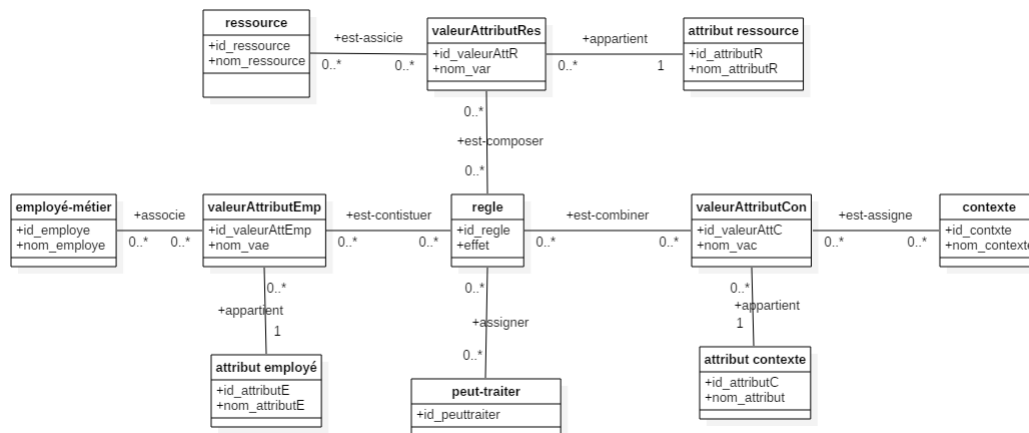 ressource
+id_ressource
+nom_ressource
+est-assicie
0..*
0..*
valeurAttributRes
+id_valeurAttR
+nom_var
+appartient
0..*
1
attribut ressource
+id_attributR
+nom_attributR
0..*
+est-composer
0..*
employé-métier
+id_employe
+nom_employe
+associe
0..*
0..*
valeurAttributEmp
+id_valeurAttEmp
+nom_vae
+est-contistuer
0..*
0..*
regle
+id_regle
+effet
+est-combiner
0..*
0..*
valeurAttributCon
+id_valeurAttC
+nom_vac
+est-assigne
0..*
0..*
contexte
+id_contxte
+nom_contexte
0..*
+appartient
1
0..*
+assigner
0..*
0..*
+appartient
1
attribut employé
+id_attributE
+nom_attributE
peut-traiter
+id_peuttraiter
attribut contexte
+id_attributC
+nom_attribut